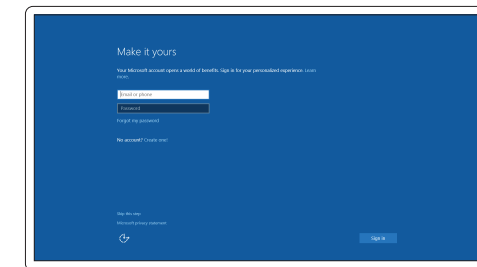 Make it yours
Your Microsoft account opens a world of benefits. Sign in for your personalized experience. Learn
more.
Email or phone
Password
Forgot my password
No account? Create one!
Skip this step
Microsoft privacy statement
Sign in